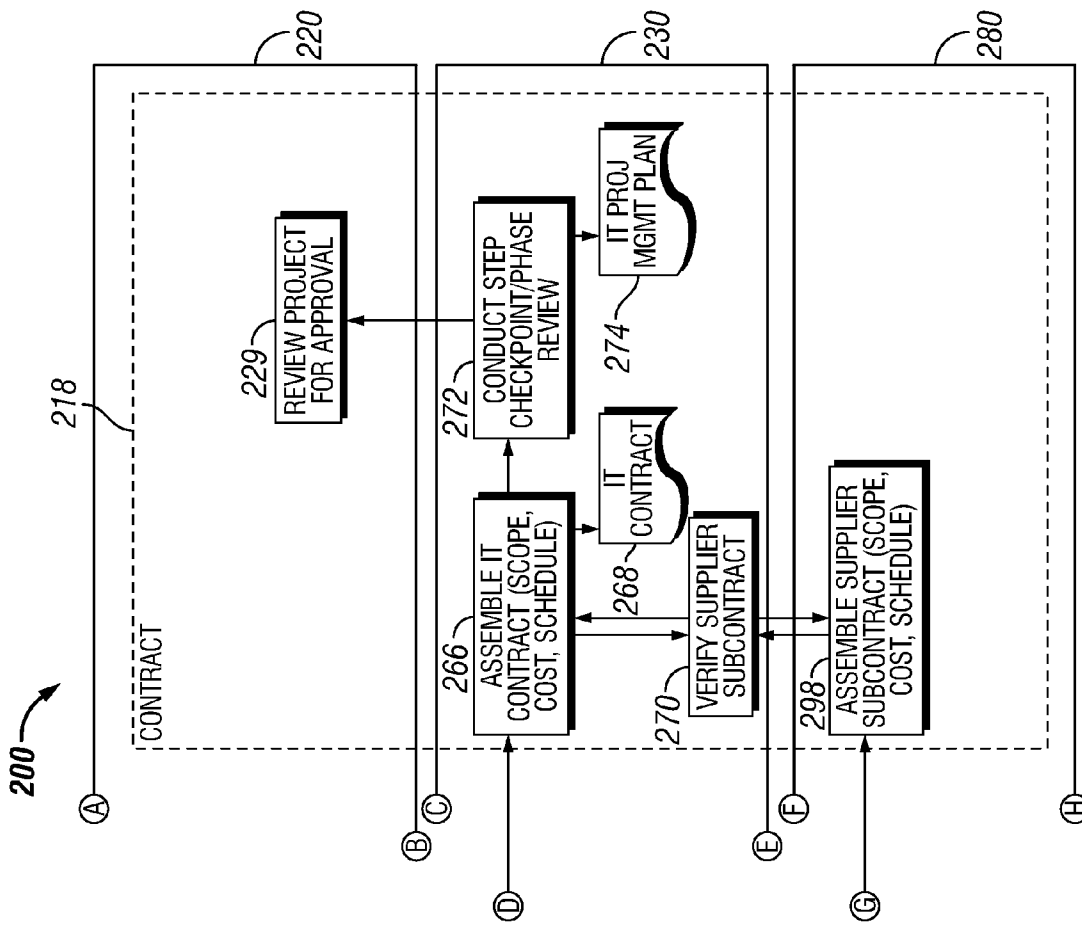 200
CONTRACT
218
220
230
280
A
B
C
D
E
F
G
H
229
REVIEW PROJECT
FOR APPROVAL
266
ASSEMBLE IT
CONTRACT (SCOPE,
COST, SCHEDULE)
272
CONDUCT STEP
CHECKPOINT/PHASE
REVIEW
268
IT
CONTRACT
274
IT PROJ
MGMT PLAN
270
VERIFY SUPPLIER
SUBCONTRACT
298
ASSEMBLE SUPPLIER
SUBCONTRACT (SCOPE,
COST, SCHEDULE)